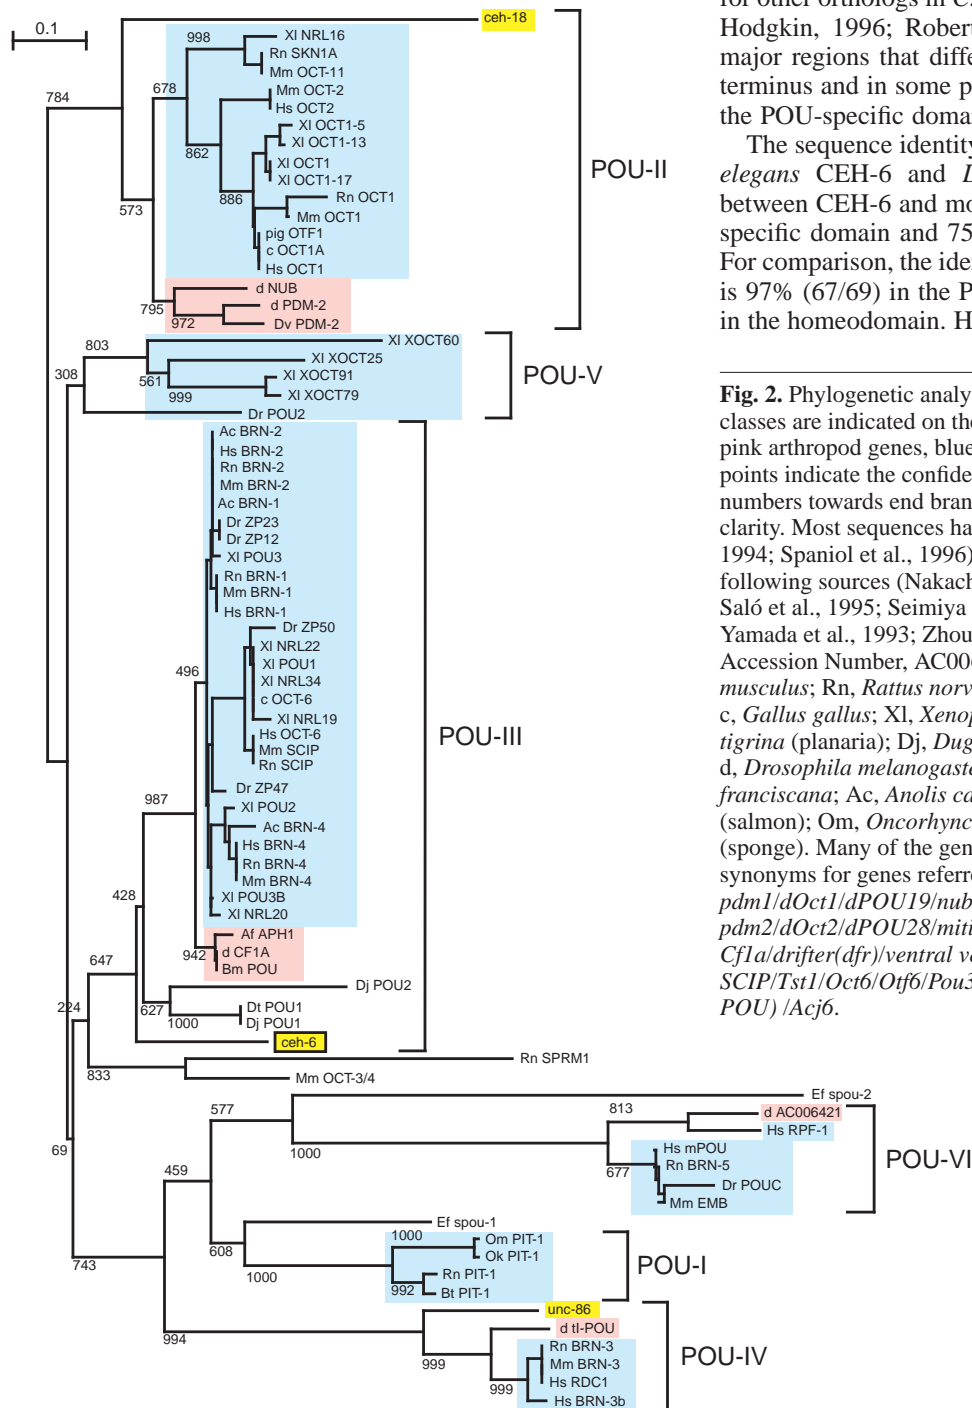 0.1
ceh-18
784
998
Xl NRL16
Rn SKN1A
Mm OCT-11
678
Mm OCT-2
Hs OCT2
Xl OCT1-5
Xl OCT1-13
862
Xl OCT1
Xl OCT1-17
886
Rn OCT1
Mm OCT1
573
pig OTF1
c OCT1A
Hs OCT1
POU-II
d NUB
795
d PDM-2
972
Dv PDM-2
803
Xl XOCT60
308
Xl XOCT25
561
Xl XOCT91
999
Xl XOCT79
Dr POU2
POU-V
Ac BRN-2
Hs BRN-2
Rn BRN-2
Mm BRN-2
Ac BRN-1
Dr ZP23
Dr ZP12
Xl POU3
Rn BRN-1
Mm BRN-1
Hs BRN-1
Dr ZP50
496
Xl NRL22
Xl POU1
Xl NRL34
c OCT-6
Xl NRL19
Hs OCT-6
Mm SCIP
Rn SCIP
POU-III
Dr ZP47
987
Xl POU2
Ac BRN-4
Hs BRN-4
Rn BRN-4
Mm BRN-4
428
Xl POU3B
Xl NRL20
Af APH1
942
d CF1A
Bm POU
647
Dj POU2
224
627
Dt POU1
1000
Dj POU1
ceh-6
Rn SPRM1
833
Mm OCT-3/4
Ef spou-2
577
813
d AC006421
Hs RPF-1
69
1000
Hs mPOU
677
Rn BRN-5
459
Dr POUC
Mm EMB
POU-VI
Ef spou-1
608
1000
Om PIT-1
Ok PIT-1
743
1000
Rn PIT-1
992
Bt PIT-1
POU-I
unc-86
994
d tI-POU
999
Rn BRN-3
Mm BRN-3
Hs RDC1
999
Hs BRN-3b
POU-IV
for other orthologs in C.
Hodgkin, 1996; Robert
major regions that diffe
terminus and in some p
the POU-specific doma
The sequence identity
elegans CEH-6 and D
between CEH-6 and mo
specific domain and 75
For comparison, the iden
is 97% (67/69) in the P
in the homeodomain. H
Fig. 2. Phylogenetic analy
classes are indicated on the
pink arthropod genes, blue
points indicate the confide
numbers towards end bran
clarity. Most sequences ha
1994; Spaniol et al., 1996)
following sources (Nakach
Saló et al., 1995; Seimiya
Yamada et al., 1993; Zhou
Accession Number, AC006
musculus; Rn, Rattus norv
c, Gallus gallus; Xl, Xenop
tigrina (planaria); Dj, Dug
d, Drosophila melanogaste
franciscana; Ac, Anolis ca
(salmon); Om, Oncorhync
(sponge). Many of the gen
synonyms for genes referre
pdm1/dOct1/dPOU19/nub
pdm2/dOct2/dPOU28/miti
Cf1a/drifter(dfr)/ventral ve
SCIP/Tst1/Oct6/Otf6/Pou3
POU) /Acj6.